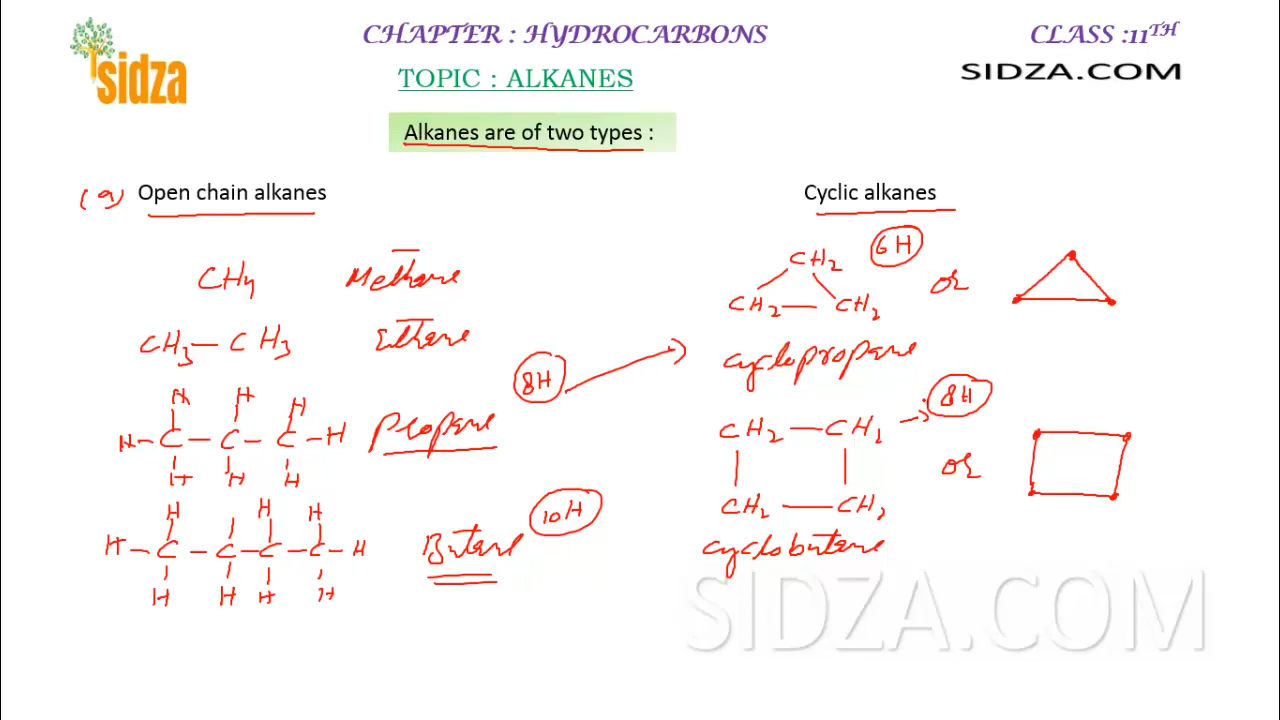 CHAPTER : HYDROCARBONS
CLASS :11TH
sidza
TOPIC : ALKANES
SIDZA.COM
Alkanes are of two types :
(a) Open chain alkanes
Cyclic alkanes
CH4 Methane
CH3 — CH3 Ethane
H H H
H — C — C — C — H Propane 8H
H H H
H H H
H — C — C — C — C — H Butane 10H
H H H H
CH2 6H
CH2 — CH2 or
cyclopropane
CH2 — CH2 8H
or
CH2 — CH2
cyclobutane
SIDZA.COM